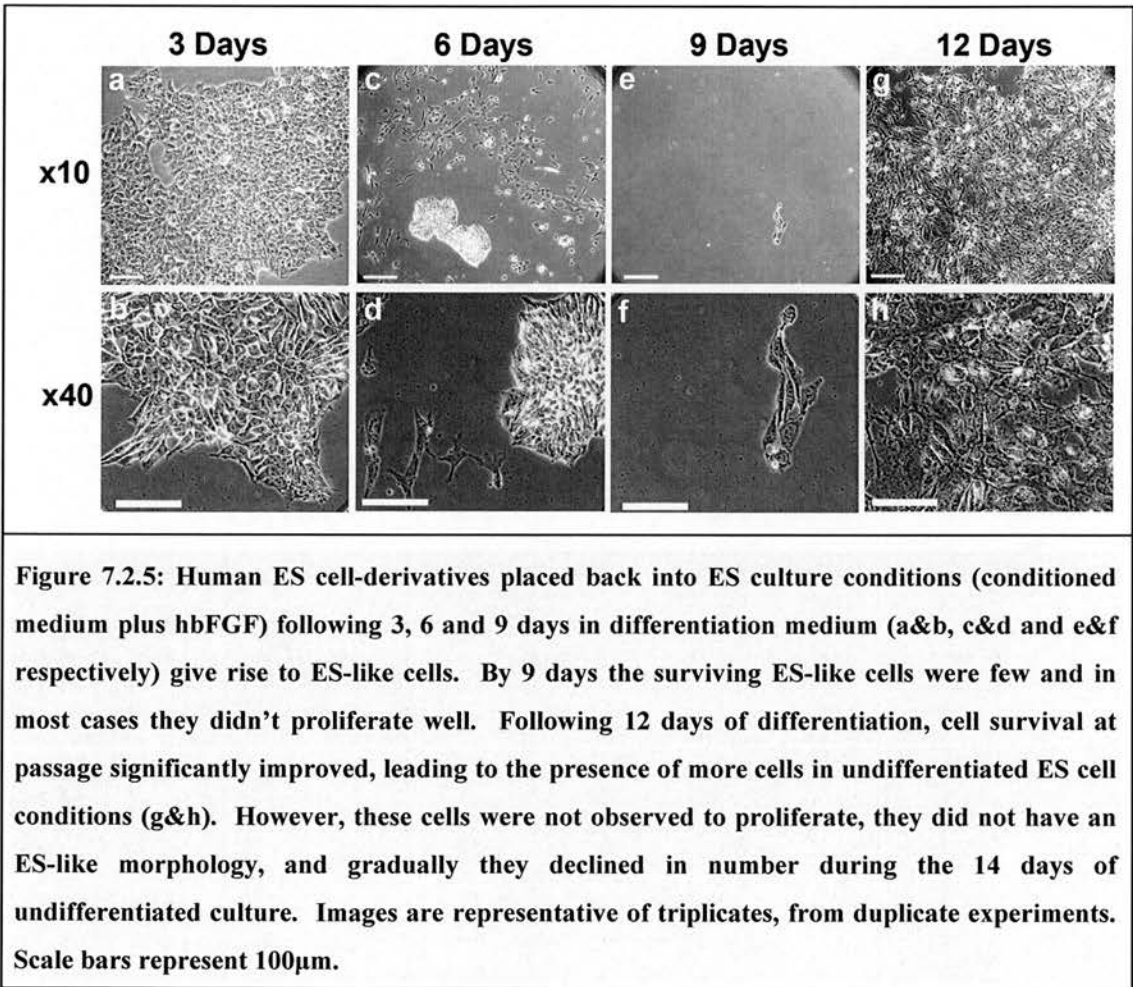 3 Days 6 Days 9 Days 12 Days
a c e g
x10
b d f h
x40
Figure 7.2.5: Human ES cell-derivatives placed back into ES culture conditions (conditioned
medium plus hbFGF) following 3, 6 and 9 days in differentiation medium (a&b, c&d and e&f
respectively) give rise to ES-like cells. By 9 days the surviving ES-like cells were few and in
most cases they didn't proliferate well. Following 12 days of differentiation, cell survival at
passage significantly improved, leading to the presence of more cells in undifferentiated ES cell
conditions (g&h). However, these cells were not observed to proliferate, they did not have an
ES-like morphology, and gradually they declined in number during the 14 days of
undifferentiated culture. Images are representative of triplicates, from duplicate experiments.
Scale bars represent 100µm.